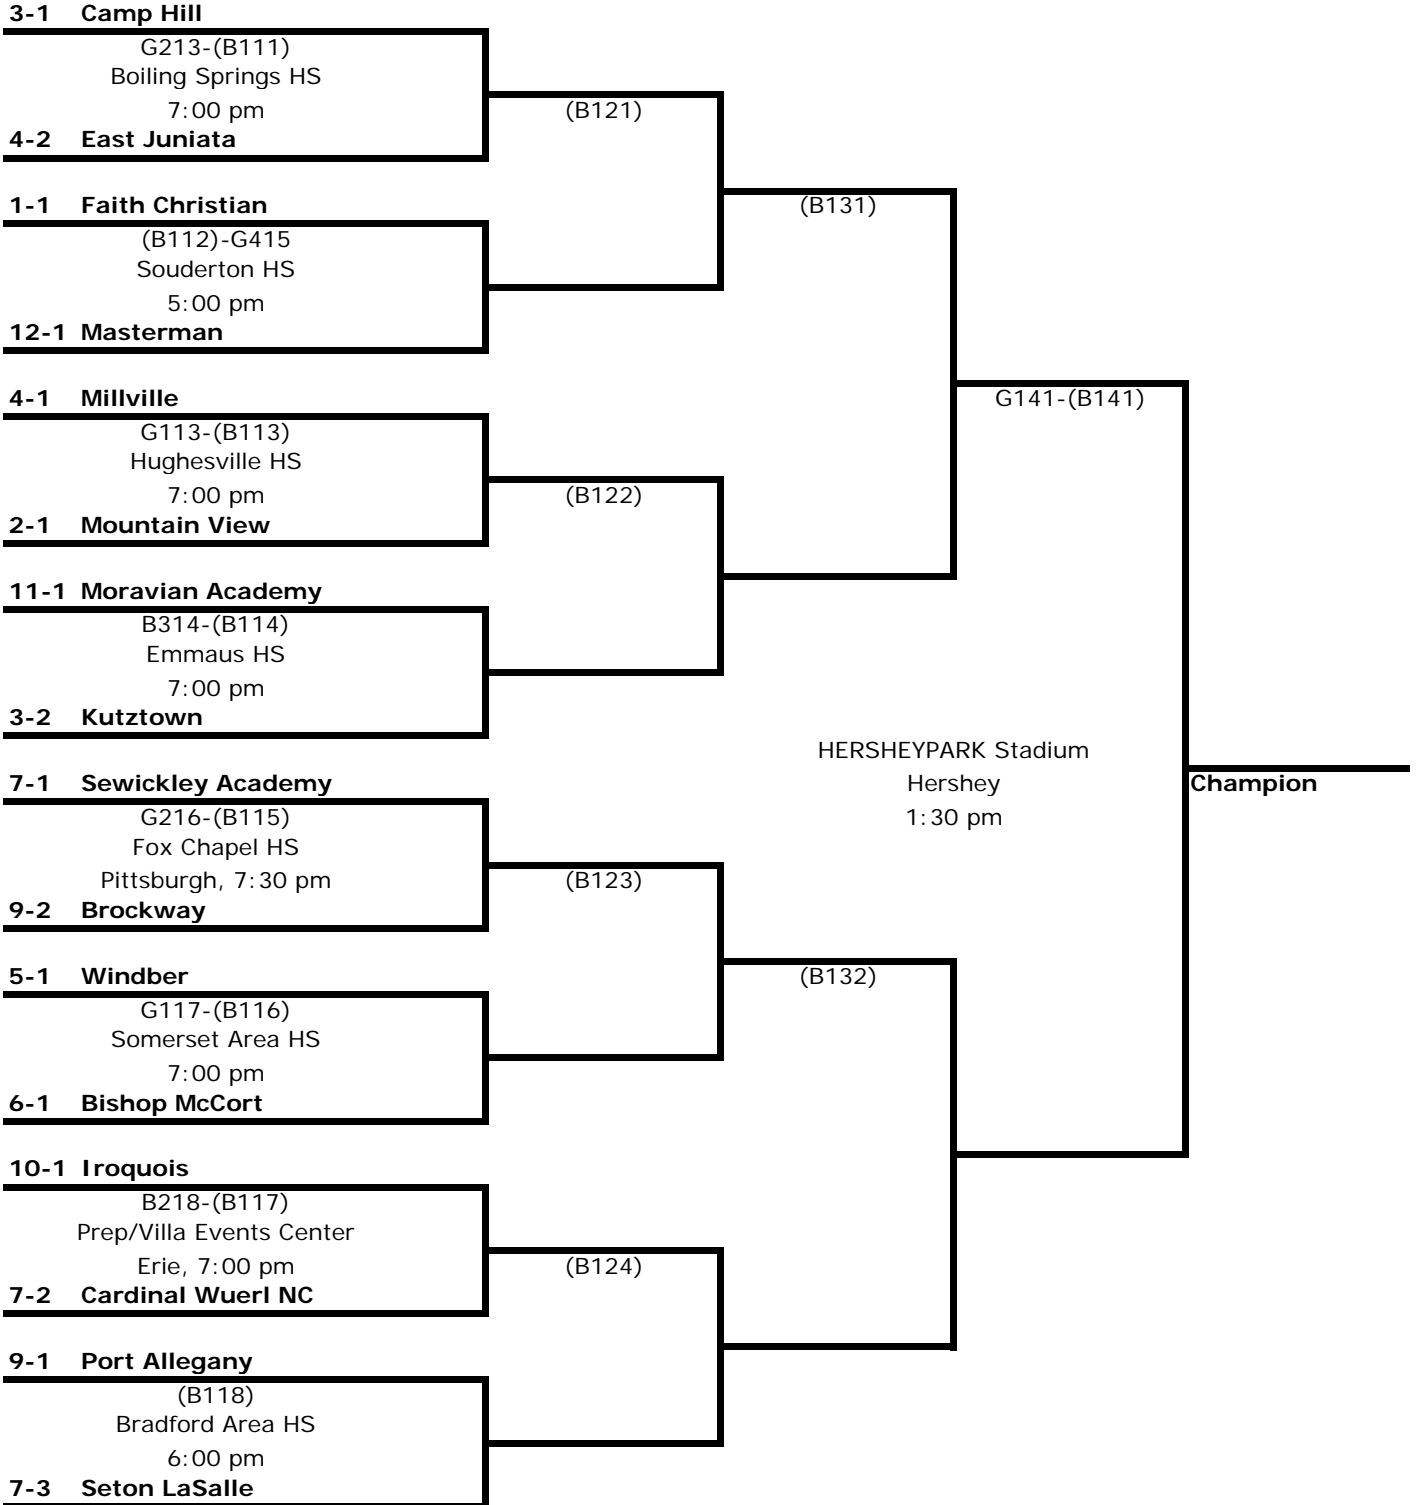 3-1 Camp Hill
G213-(B111)
Boiling Springs HS
7:00 pm
(B121)
4-2 East Juniata
1-1 Faith Christian
(B131)
(B112)-G415
Souderton HS
5:00 pm
12-1 Masterman
4-1 Millville
G141-(B141)
G113-(B113)
Hughesville HS
7:00 pm
(B122)
2-1 Mountain View
11-1 Moravian Academy
B314-(B114)
Emmaus HS
7:00 pm
3-2 Kutztown
HERSHEYPARK Stadium
7-1 Sewickley Academy
Hershey
Champion
G216-(B115)
1:30 pm
Fox Chapel HS
Pittsburgh, 7:30 pm
(B123)
9-2 Brockway
5-1 Windber
(B132)
G117-(B116)
Somerset Area HS
7:00 pm
6-1 Bishop McCort
10-1 Iroquois
B218-(B117)
Prep/Villa Events Center
Erie, 7:00 pm
(B124)
7-2 Cardinal Wuerl NC
9-1 Port Allegany
(B118)
Bradford Area HS
6:00 pm
7-3 Seton LaSalle